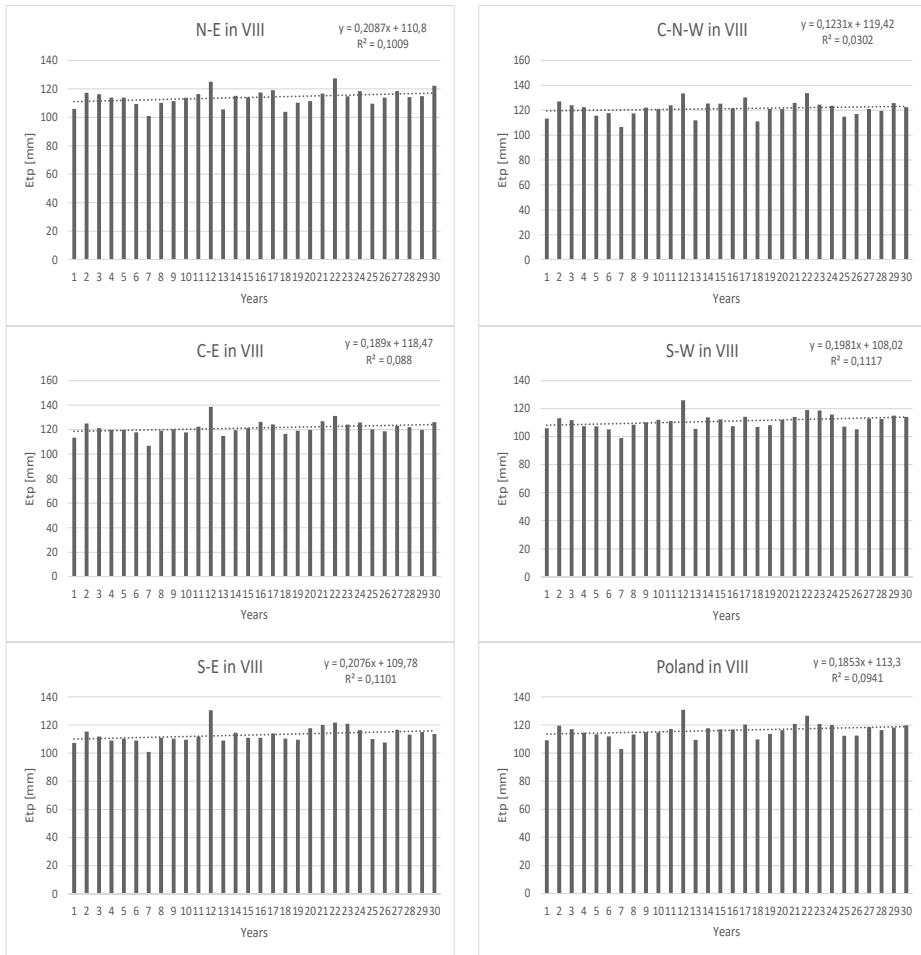 N-E in VIII
y = 0,2087x + 110,8
R² = 0,1009
140
120
100
80
60
40
20
0
Etp [mm]
1 2 3 4 5 6 7 8 9 10 11 12 13 14 15 16 17 18 19 20 21 22 23 24 25 26 27 28 29 30
Years
C-N-W in VIII
y = 0,1231x + 119,42
R² = 0,0302
160
140
120
100
80
60
40
20
0
Etp [mm]
1 2 3 4 5 6 7 8 9 10 11 12 13 14 15 16 17 18 19 20 21 22 23 24 25 26 27 28 29 30
Years
C-E in VIII
y = 0,189x + 118,47
R² = 0,088
160
140
120
100
80
60
40
20
0
Etp [mm]
1 2 3 4 5 6 7 8 9 10 11 12 13 14 15 16 17 18 19 20 21 22 23 24 25 26 27 28 29 30
Years
S-W in VIII
y = 0,1981x + 108,02
R² = 0,1117
140
120
100
80
60
40
20
0
Etp [mm]
1 2 3 4 5 6 7 8 9 10 11 12 13 14 15 16 17 18 19 20 21 22 23 24 25 26 27 28 29 30
Years
S-E in VIII
y = 0,2076x + 109,78
R² = 0,1101
140
120
100
80
60
40
20
0
Etp [mm]
1 2 3 4 5 6 7 8 9 10 11 12 13 14 15 16 17 18 19 20 21 22 23 24 25 26 27 28 29 30
Years
Poland in VIII
y = 0,1853x + 113,3
R² = 0,0941
140
120
100
80
60
40
20
0
Etp [mm]
1 2 3 4 5 6 7 8 9 10 11 12 13 14 15 16 17 18 19 20 21 22 23 24 25 26 27 28 29 30
Years